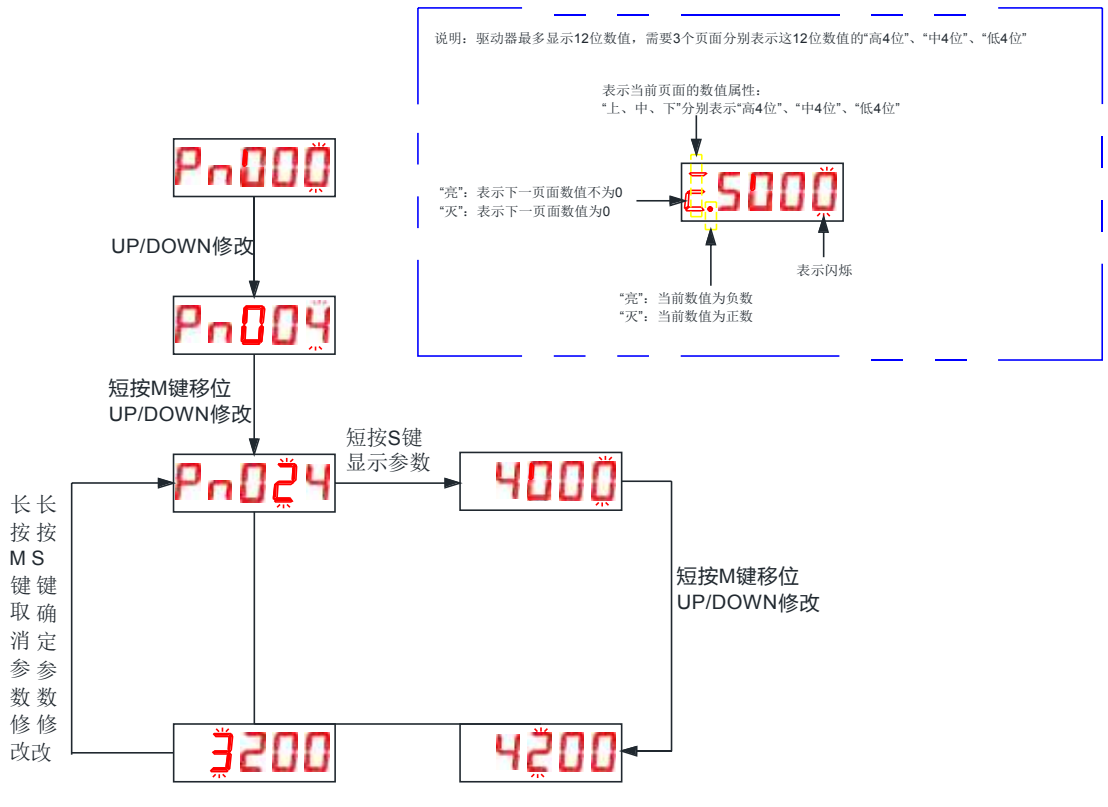 说明：驱动器最多显示12位数值，需要3个页面分别表示这12位数值的“高4位”、“中4位”、“低4位”
表示当前页面的数值属性：
“上、中、下”分别表示“高4位”、“中4位”、“低4位”
5000
“亮”：表示下一页面数值不为0
“灭”：表示下一页面数值为0
表示闪烁
“亮”：当前数值为负数
“灭”：当前数值为正数
Pn000
UP/DOWN修改
Pn004
短按M键移位
UP/DOWN修改
Pn024
短按S键
显示参数
4000
长按M键取消参数修改
长按S键确定参数修改
短按M键移位
UP/DOWN修改
3200
4200